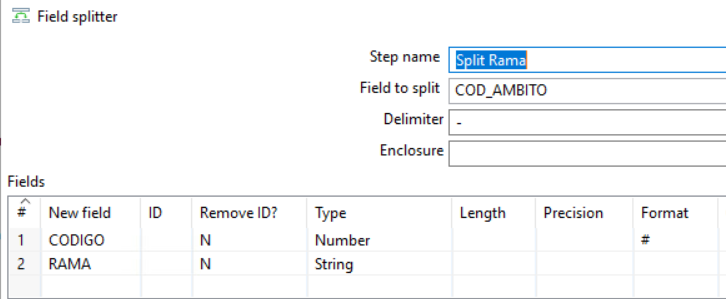 Field splitter
Step name Split Rama
Field to split COD_AMBITO
Delimiter -
Enclosure
Fields
# New field ID Remove ID? Type Length Precision Format
1 CODIGO N Number #
2 RAMA N String